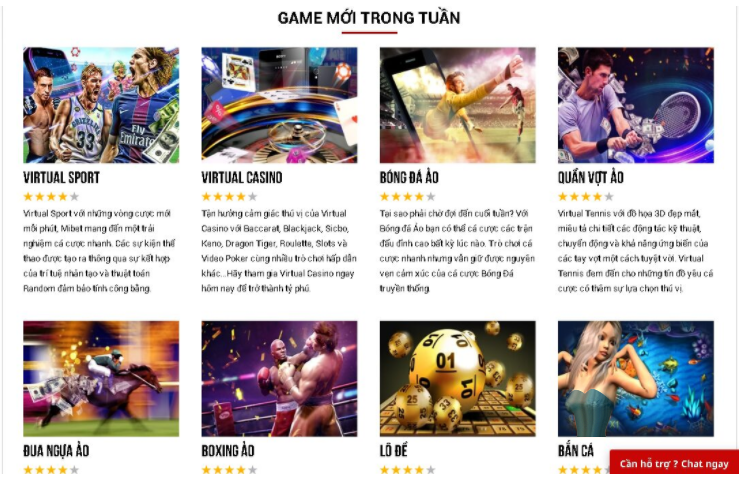 GAME MỚI TRONG TUẦN
Fly
Emirates
33
VIRTUAL SPORT
VIRTUAL CASINO
BÓNG ĐÁ ẢO
QUẦN VỢT ẢO
Virtual Sport với những vòng cược mới
mỗi phút, Mibet mang đến một trải
nghiệm cá cược nhanh. Các sự kiện thể
thao được tạo ra thông qua sự kết hợp
của trí tuệ nhân tạo và thuật toán
Random đảm bảo tính công bằng.
Tận hưởng cảm giác thú vị của Virtual
Casino với Baccarat, Blackjack, Sicbo,
Keno, Dragon Tiger, Roulette, Slots và
Video Poker cùng nhiều trò chơi hấp dẫn
khác...Hãy tham gia Virtual Casino ngay
hôm nay để trở thành tỷ phú.
Tại sao phải chờ đợi đến cuối tuần? Với
Bóng đá Ảo bạn có thể cá cược các trận
đấu đỉnh cao bất kỳ lúc nào. Trò chơi cá
cược nhanh nhưng vẫn giữ được nguyên
vẹn cảm xúc của cá cược Bóng Đá
truyền thống.
Virtual Tennis với đồ họa 3D đẹp mắt,
miêu tả chi tiết các động tác kỹ thuật,
chuyển động và khả năng ứng biến của
các tay vợt một cách tuyệt vời. Virtual
Tennis đem đến cho những tín đồ yêu cá
cược có thêm sự lựa chọn thú vị.
01
01
25
25
33
25
ĐUA NGỰA ẢO
BOXING ẢO
LÔ ĐỀ
BẮN CÁ
Cần hỗ trợ ? Chat ngay